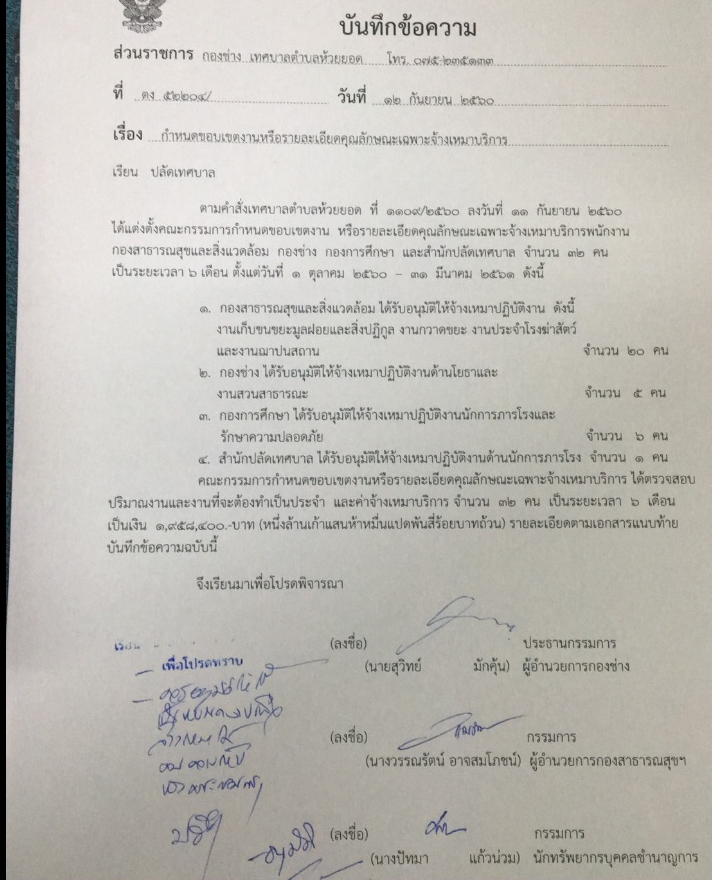 บันทึกข้อความ
ส่วนราชการ กองช่าง เทศบาลตำบลห้วยยอด โทร. ๐๗๕-๒๓๕๑๓๓
ที่ ตง ๕๒๒๐๔/ วันที่ ๑๒ กันยายน ๒๕๖๐
เรื่อง กำหนดขอบเขตงานหรือรายละเอียดคุณลักษณะเฉพาะจ้างเหมาบริการ
เรียน ปลัดเทศบาล
ตามคำสั่งเทศบาลตำบลห้วยยอด ที่ ๑๑๐๙/๒๕๖๐ ลงวันที่ ๑๑ กันยายน ๒๕๖๐
ได้แต่งตั้งคณะกรรมการกำหนดขอบเขตงาน หรือรายละเอียดคุณลักษณะเฉพาะจ้างเหมาบริการพนักงาน
กองสาธารณสุขและสิ่งแวดล้อม กองช่าง กองการศึกษา และสำนักปลัดเทศบาล จำนวน ๓๒ คน
เป็นระยะเวลา ๖ เดือน ตั้งแต่วันที่ ๑ ตุลาคม ๒๕๖๐ – ๓๑ มีนาคม ๒๕๖๑ ดังนี้
๑. กองสาธารณสุขและสิ่งแวดล้อม ได้รับอนุมัติให้จ้างเหมาปฏิบัติงาน ดังนี้
งานเก็บขนขยะมูลฝอยและสิ่งปฏิกูล งานกวาดขยะ งานประจำโรงฆ่าสัตว์
และงานฌาปนสถาน จำนวน ๒๐ คน
๒. กองช่าง ได้รับอนุมัติให้จ้างเหมาปฏิบัติงานด้านโยธาและ
งานสวนสาธารณะ จำนวน ๕ คน
๓. กองการศึกษา ได้รับอนุมัติให้จ้างเหมาปฏิบัติงานนักการภารโรงและ
รักษาความปลอดภัย จำนวน ๖ คน
๔. สำนักปลัดเทศบาล ได้รับอนุมัติให้จ้างเหมาปฏิบัติงานด้านนักการภารโรง จำนวน ๑ คน
คณะกรรมการกำหนดขอบเขตงานหรือรายละเอียดคุณลักษณะเฉพาะจ้างเหมาบริการ ได้ตรวจสอบ
ปริมาณงานและงานที่จะต้องทำเป็นประจำ และค่าจ้างเหมาบริการ จำนวน ๓๒ คน เป็นระยะเวลา ๖ เดือน
เป็นเงิน ๑,๙๕๘,๔๐๐.-บาท (หนึ่งล้านเก้าแสนห้าหมื่นแปดพันสี่ร้อยบาทถ้วน) รายละเอียดตามเอกสารแนบท้าย
บันทึกข้อความฉบับนี้
จึงเรียนมาเพื่อโปรดพิจารณา
(ลงชื่อ) ประธานกรรมการ
(นายสุวิทย์ มักคุ้น) ผู้อำนวยการกองช่าง
เรียน
เพื่อโปรดทราบ
(ลงชื่อ) กรรมการ
(นางวรรณรัตน์ อาจสมโภชน์) ผู้อำนวยการกองสาธารณสุขฯ
(ลงชื่อ) กรรมการ
(นางปัทมา แก้วน่วม) นักทรัพยากรบุคคลชำนาญการ
อนุมัติ